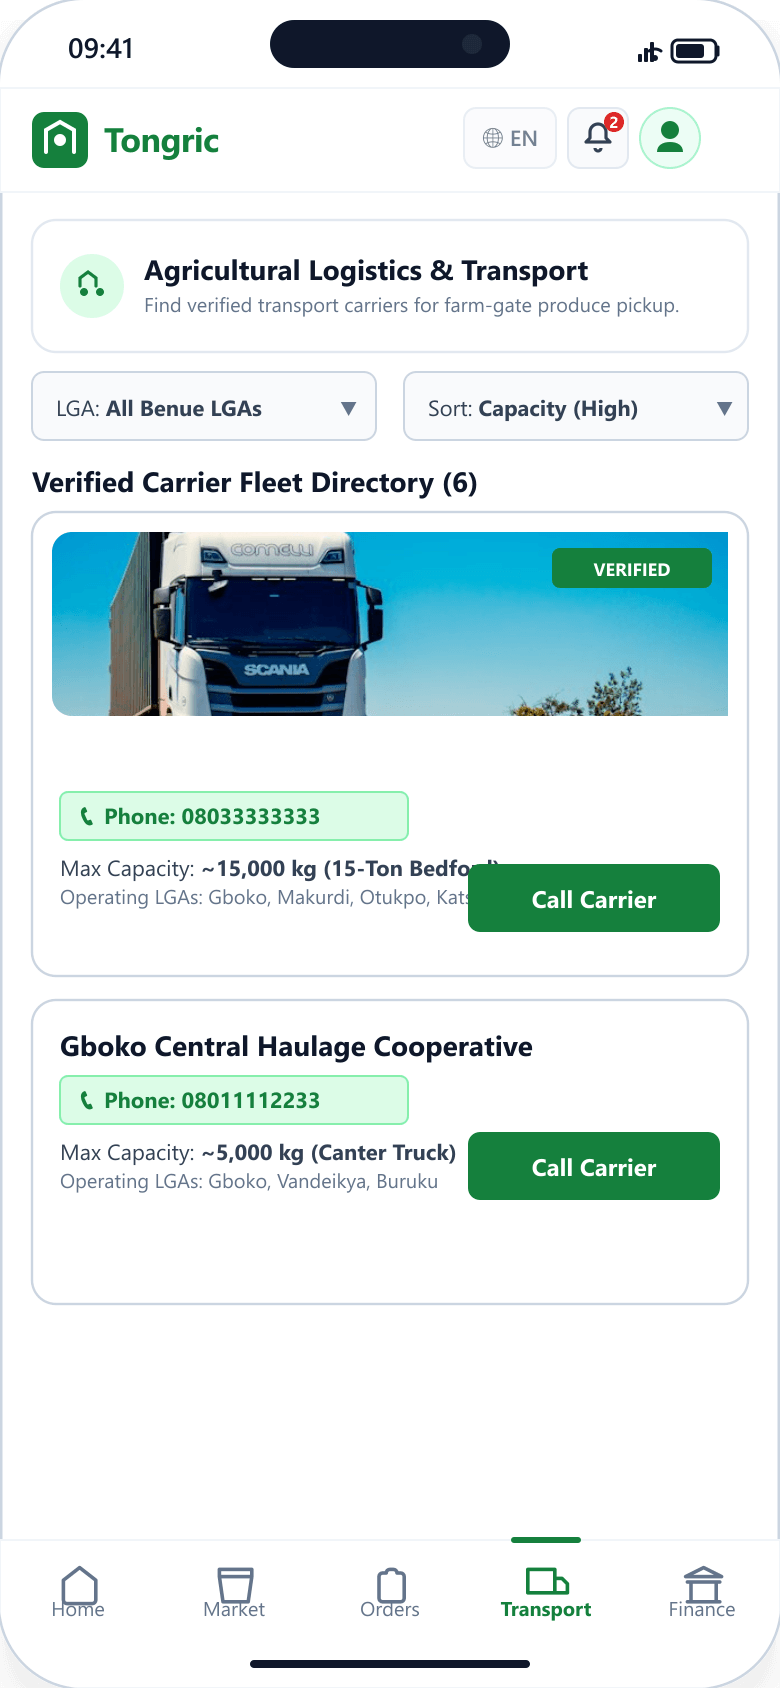 09:41
Tongric
EN
2
Agricultural Logistics & Transport
Find verified transport carriers for farm-gate produce pickup.
LGA: All Benue LGAs ▼
Sort: Capacity (High) ▼
Verified Carrier Fleet Directory (6)
COMELLI
SCANIA
VERIFIED
Phone: 08033333333
Max Capacity: ~15,000 kg (15-Ton Bedford)
Operating LGAs: Gboko, Makurdi, Otukpo, Kats
Call Carrier
Gboko Central Haulage Cooperative
Phone: 08011112233
Max Capacity: ~5,000 kg (Canter Truck)
Operating LGAs: Gboko, Vandeikya, Buruku
Call Carrier
Home
Market
Orders
Transport
Finance